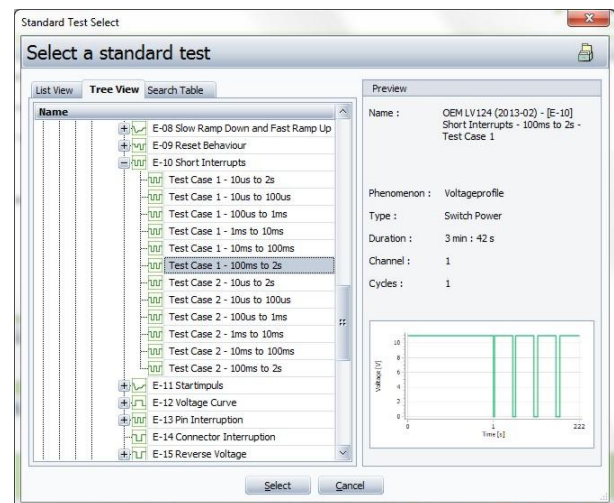 Standard Test Select
Select a standard test
List View Tree View Search Table
Name
E-08 Slow Ramp Down and Fast Ramp Up
E-09 Reset Behaviour
E-10 Short Interrupts
Test Case 1 - 10us to 2s
Test Case 1 - 10us to 100us
Test Case 1 - 100us to 1ms
Test Case 1 - 1ms to 10ms
Test Case 1 - 10ms to 100ms
Test Case 1 - 100ms to 2s
Test Case 2 - 10us to 2s
Test Case 2 - 10us to 100us
Test Case 2 - 100us to 1ms
Test Case 2 - 1ms to 10ms
Test Case 2 - 10ms to 100ms
Test Case 2 - 100ms to 2s
E-11 Startimpuls
E-12 Voltage Curve
E-13 Pin Interruption
E-14 Connector Interruption
E-15 Reverse Voltage
Preview
Name : OEM LV124 (2013-02) - [E-10]
Short Interrupts - 100ms to 2s -
Test Case 1
Phenomenon : Voltageprofile
Type : Switch Power
Duration : 3 min : 42 s
Channel : 1
Cycles : 1
Voltage [V]
10
8
6
4
2
0
0 1 222
Time [s]
Select Cancel